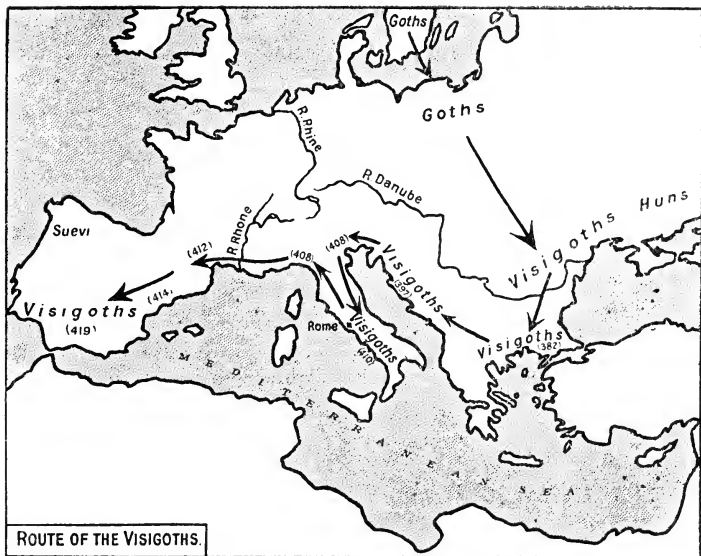 Goths
Goths
R. Rhine
R. Danube
Huns
Visigoths
Suevi
R. Rhone
(412)
(408)
(408)
Visigoths
(397)
(414)
Visigoths
(419)
Rome
Visigoths
(410)
Visigoths
(382)
MEDITERRANEAN SEA
ROUTE OF THE VISIGOTHS.